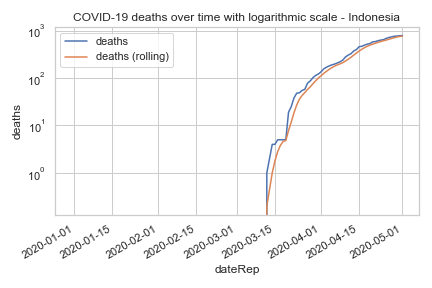 COVID-19 deaths over time with logarithmic scale - Indonesia
deaths
deaths (rolling)
10³
10²
10¹
10⁰
deaths
2020-01-01
2020-01-15
2020-02-01
2020-02-15
2020-03-01
2020-03-15
2020-04-01
2020-04-15
2020-05-01
dateRep